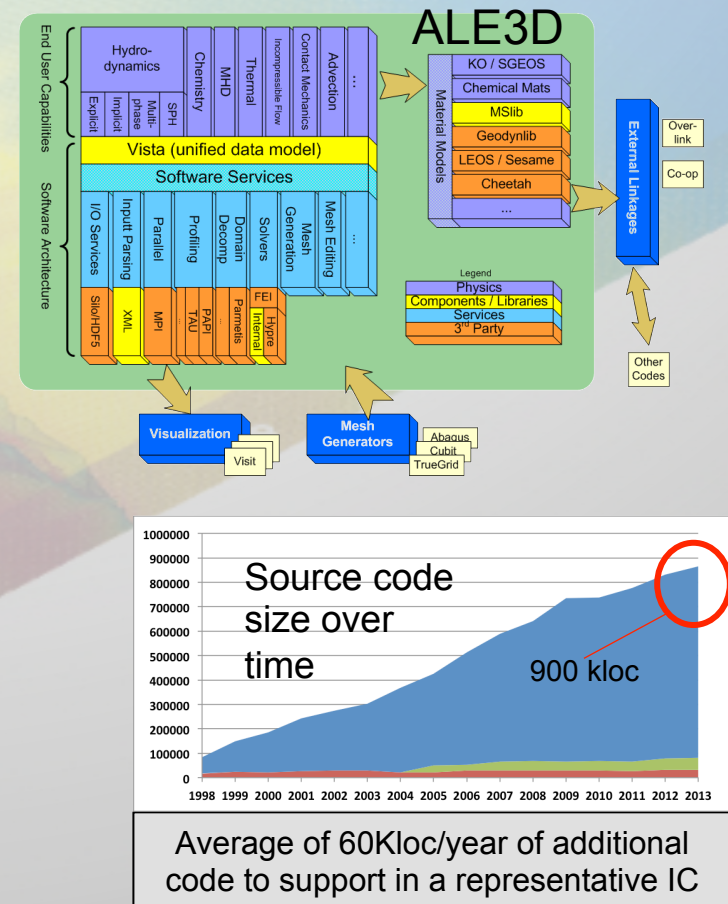 ALE3D
End User Capabilities
Software Architecture
Hydro-
dynamics
Explicit
Implicit
Multi-
phase
SPH
Chemistry
MHD
Thermal
Incompressible Flow
Contact Mechanics
Advection
...
Vista (unified data model)
Software Services
I/O Services
Inputt Parsing
Parallel
Profiling
Domain
Decomp
Solvers
Mesh
Generation
Mesh Editing
...
Silo/HDF5
XML
MPI
...
TAU
PAPI
...
Parmetis
FEI
Internal
Hypre
Material Models
KO / SGEOS
Chemical Mats
MSlib
Geodynlib
LEOS / Sesame
Cheetah
...
Legend
Physics
Components / Libraries
Services
3rd Party
External Linkages
Over-
link
Co-op
Other
Codes
Visualization
Visit
Mesh
Generators
Abaqus
Cubit
TrueGrid
Source code
size over
time
900 kloc
1000000
900000
800000
700000
600000
500000
400000
300000
200000
100000
0
1998 1999 2000 2001 2002 2003 2004 2005 2006 2007 2008 2009 2010 2011 2012 2013
Average of 60Kloc/year of additional
code to support in a representative IC